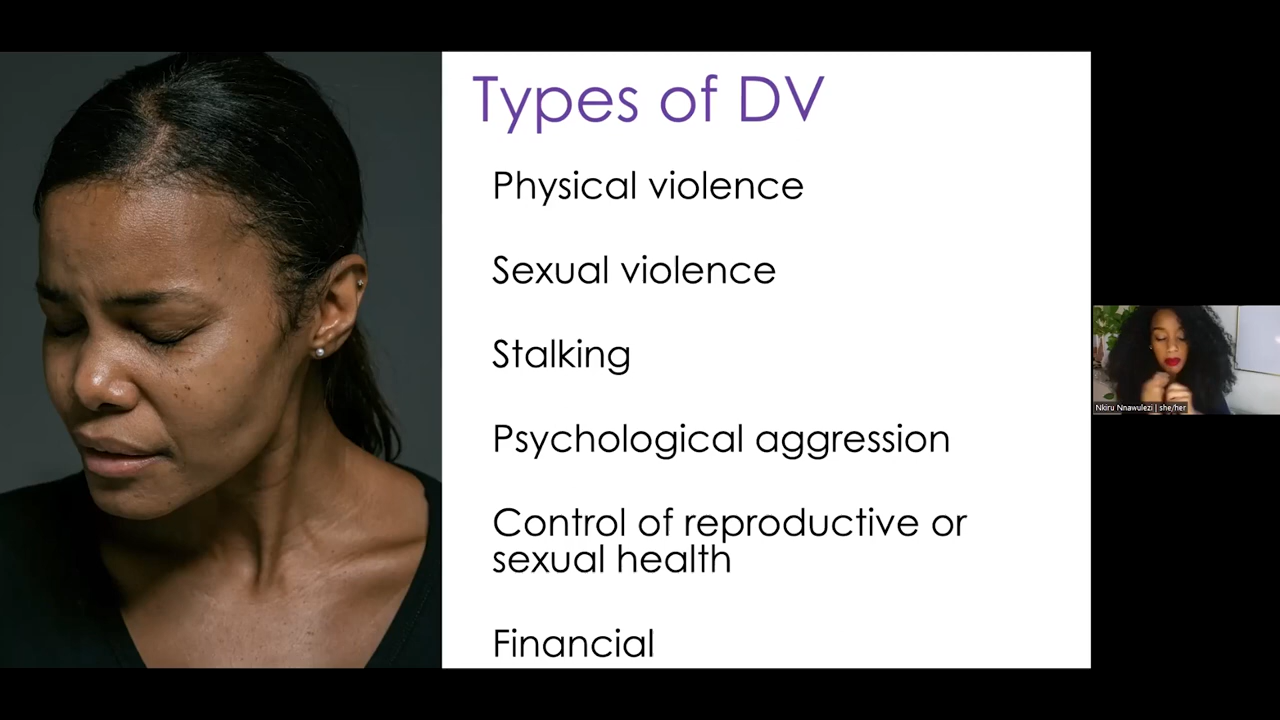 Types of DV
Physical violence
Sexual violence
Stalking
Psychological aggression
Control of reproductive or
sexual health
Financial
Nkiru Nnawulezi | she/her